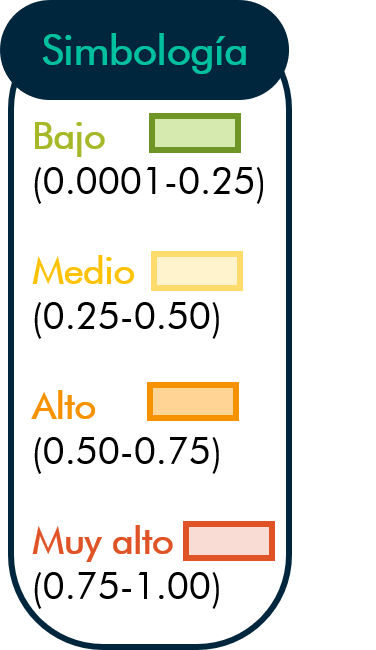 Simbología
Bajo
(0.0001-0.25)
Medio
(0.25-0.50)
Alto
(0.50-0.75)
Muy alto
(0.75-1.00)